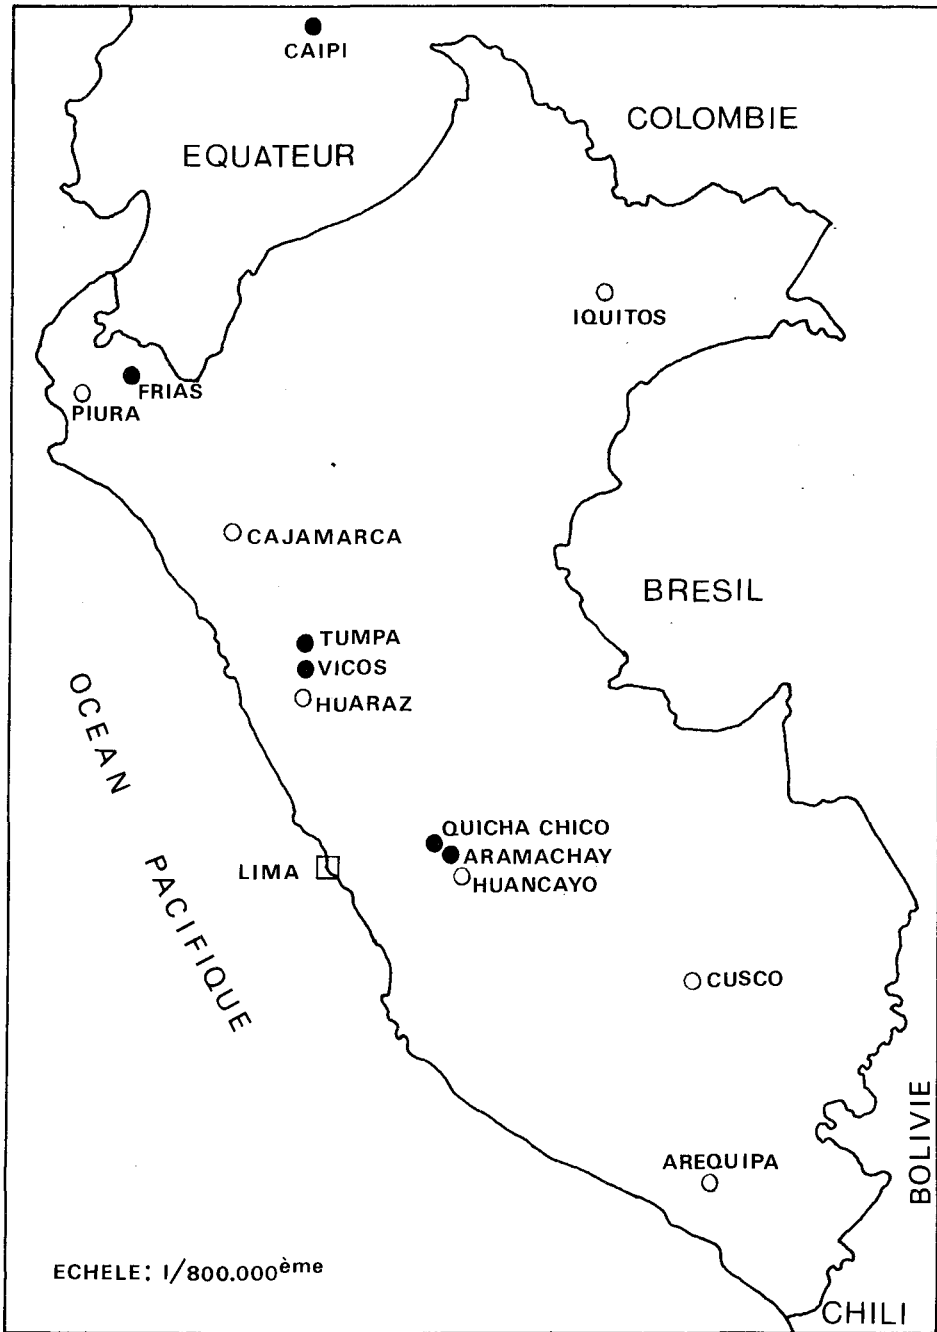 CAIPI
COLOMBIE
EQUATEUR
IQUITOS
FRIAS
PIURA
CAJAMARCA
BRESIL
TUMPA
VICOS
HUARAZ
OCEAN
PACIFIQUE
QUICHA CHICO
ARAMACHAY
LIMA
HUANCAYO
CUSCO
BOLIVIE
AREQUIPA
ECHELE: 1/800.000ème
CHILI